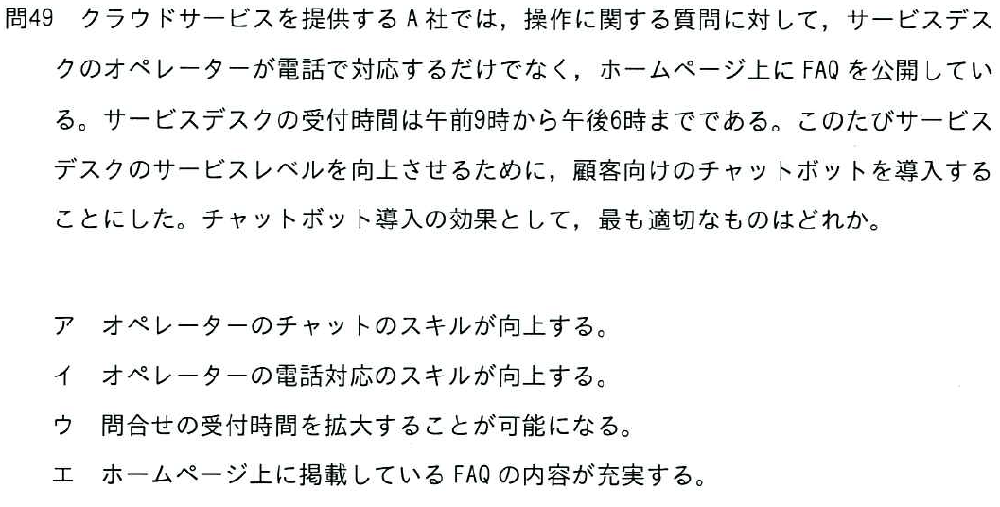 問49 クラウドサービスを提供する A 社では，操作に関する質問に対して，サービスデス
クのオペレーターが電話で対応するだけでなく，ホームページ上に FAQ を公開してい
る。サービスデスクの受付時間は午前9時から午後6時までである。このたびサービス
デスクのサービスレベルを向上させるために，顧客向けのチャットボットを導入する
ことにした。チャットボット導入の効果として，最も適切なものはどれか。
ア オペレーターのチャットのスキルが向上する。
イ オペレーターの電話対応のスキルが向上する。
ウ 問合せの受付時間を拡大することが可能になる。
エ ホームページ上に掲載している FAQ の内容が充実する。